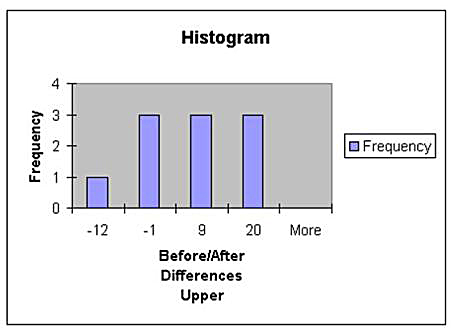 Histogram
4
3
2
1
0
Frequency
-12 -1 9 20 More
Before/After
Differences
Upper
Frequency